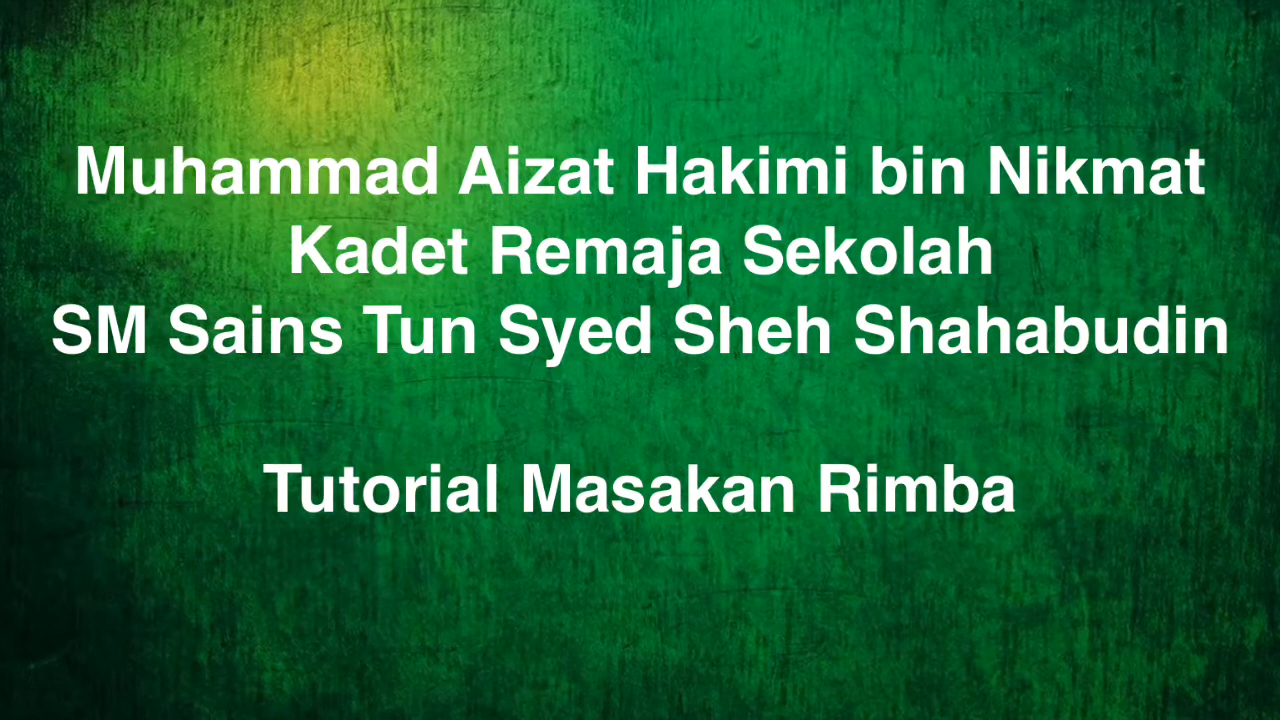 Muhammad Aizat Hakimi bin Nikmat
Kadet Remaja Sekolah
SM Sains Tun Syed Sheh Shahabudin
Tutorial Masakan Rimba